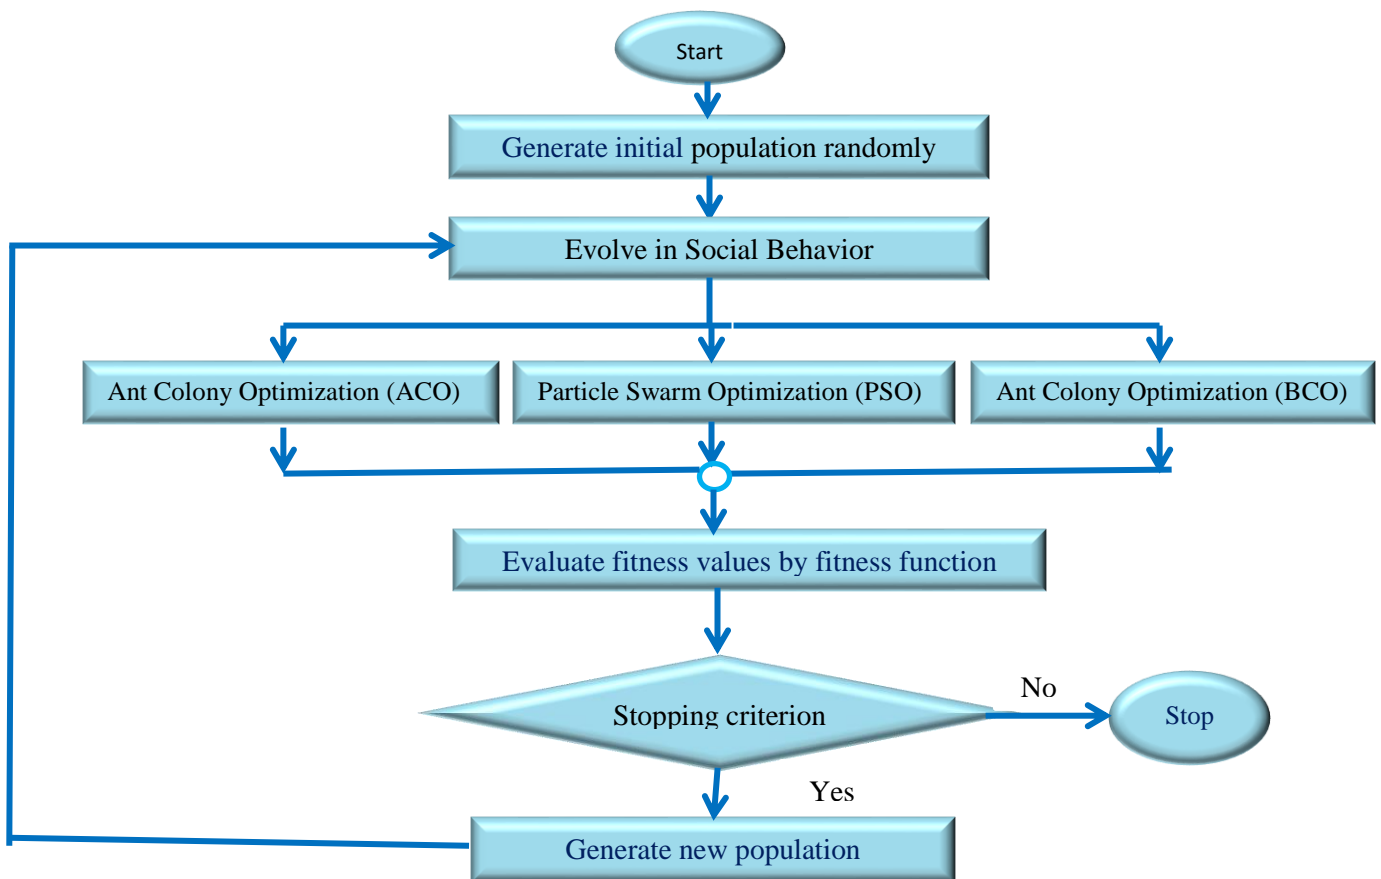 Start
Generate initial population randomly
Evolve in Social Behavior
Ant Colony Optimization (ACO)
Particle Swarm Optimization (PSO)
Ant Colony Optimization (BCO)
Evaluate fitness values by fitness function
Stopping criterion
No
Stop
Yes
Generate new population